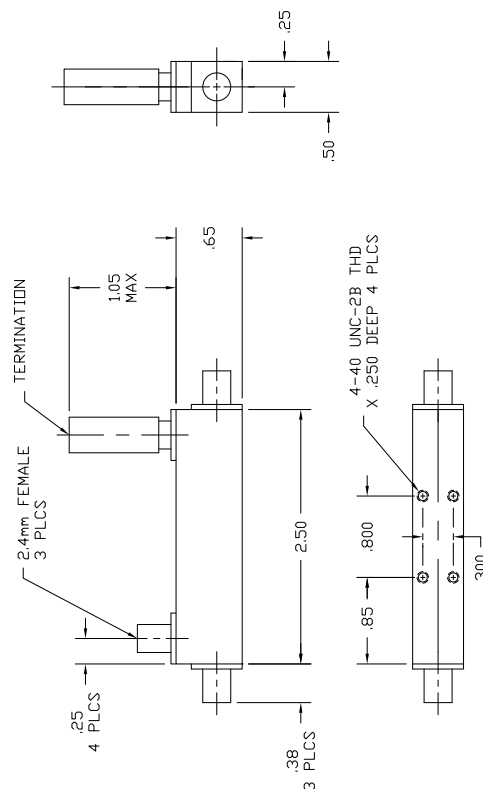 .25
.50
TERMINATION
1.05
MAX
.65
2.4mm FEMALE
3 PLCS
.25
4 PLCS
2.50
.38
3 PLCS
4-40 UNC-2B THD
X .250 DEEP 4 PLCS
.800
.85
.300